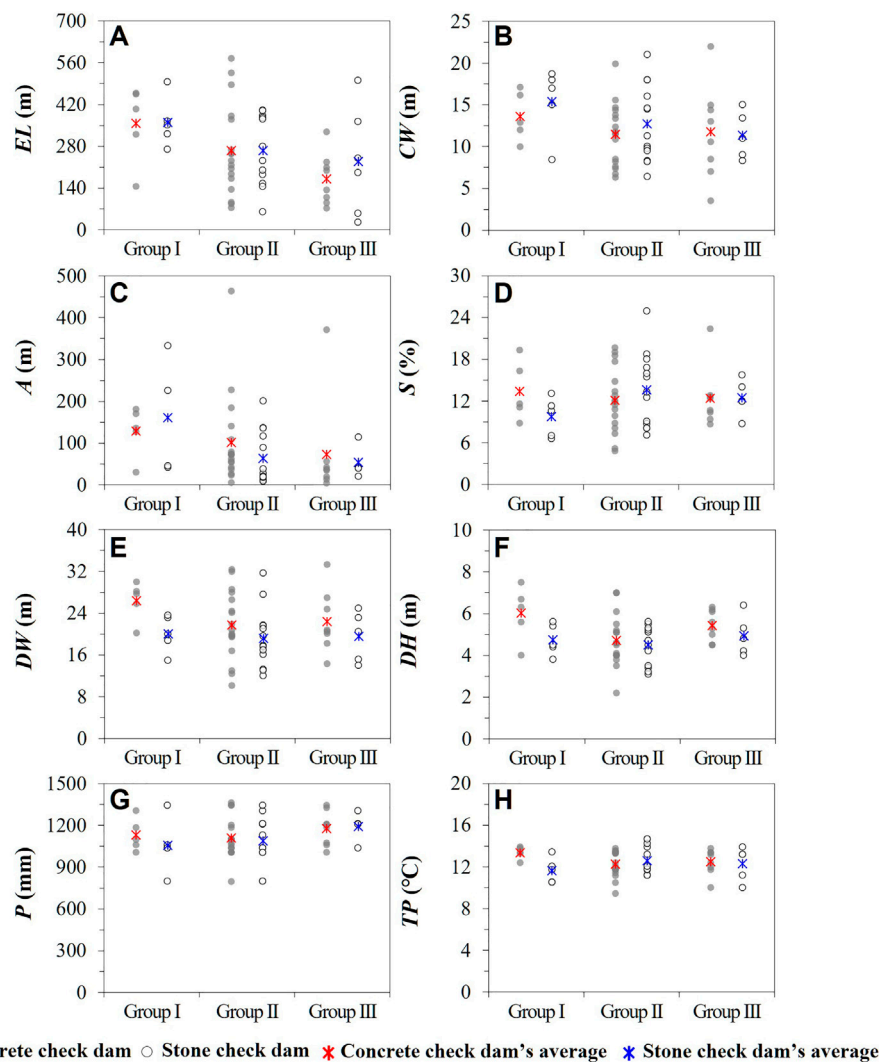 A
EL (m)
700
560
420
280
140
0
Group I Group II Group III
B
CW (m)
25
20
15
10
5
0
Group I Group II Group III
C
A (m)
500
400
300
200
100
0
Group I Group II Group III
D
S (%)
30
24
18
12
6
0
Group I Group II Group III
E
DW (m)
40
32
24
16
8
0
Group I Group II Group III
F
DH (m)
10
8
6
4
2
0
Group I Group II Group III
G
P (mm)
1500
1200
900
600
300
0
Group I Group II Group III
H
TP (°C)
20
16
12
8
4
0
Group I Group II Group III
rete check dam Stone check dam Concrete check dam's average Stone check dam's average